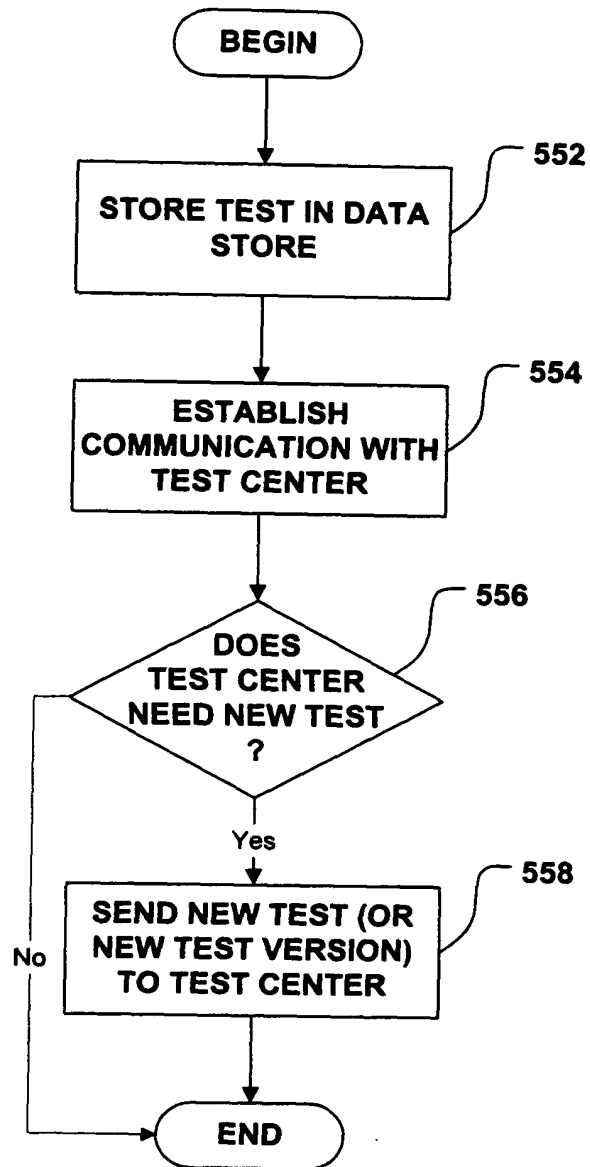 BEGIN
552
STORE TEST IN DATA
STORE
554
ESTABLISH
COMMUNICATION WITH
TEST CENTER
556
DOES
TEST CENTER
NEED NEW TEST
?
Yes
558
SEND NEW TEST (OR
NEW TEST VERSION)
TO TEST CENTER
No
END